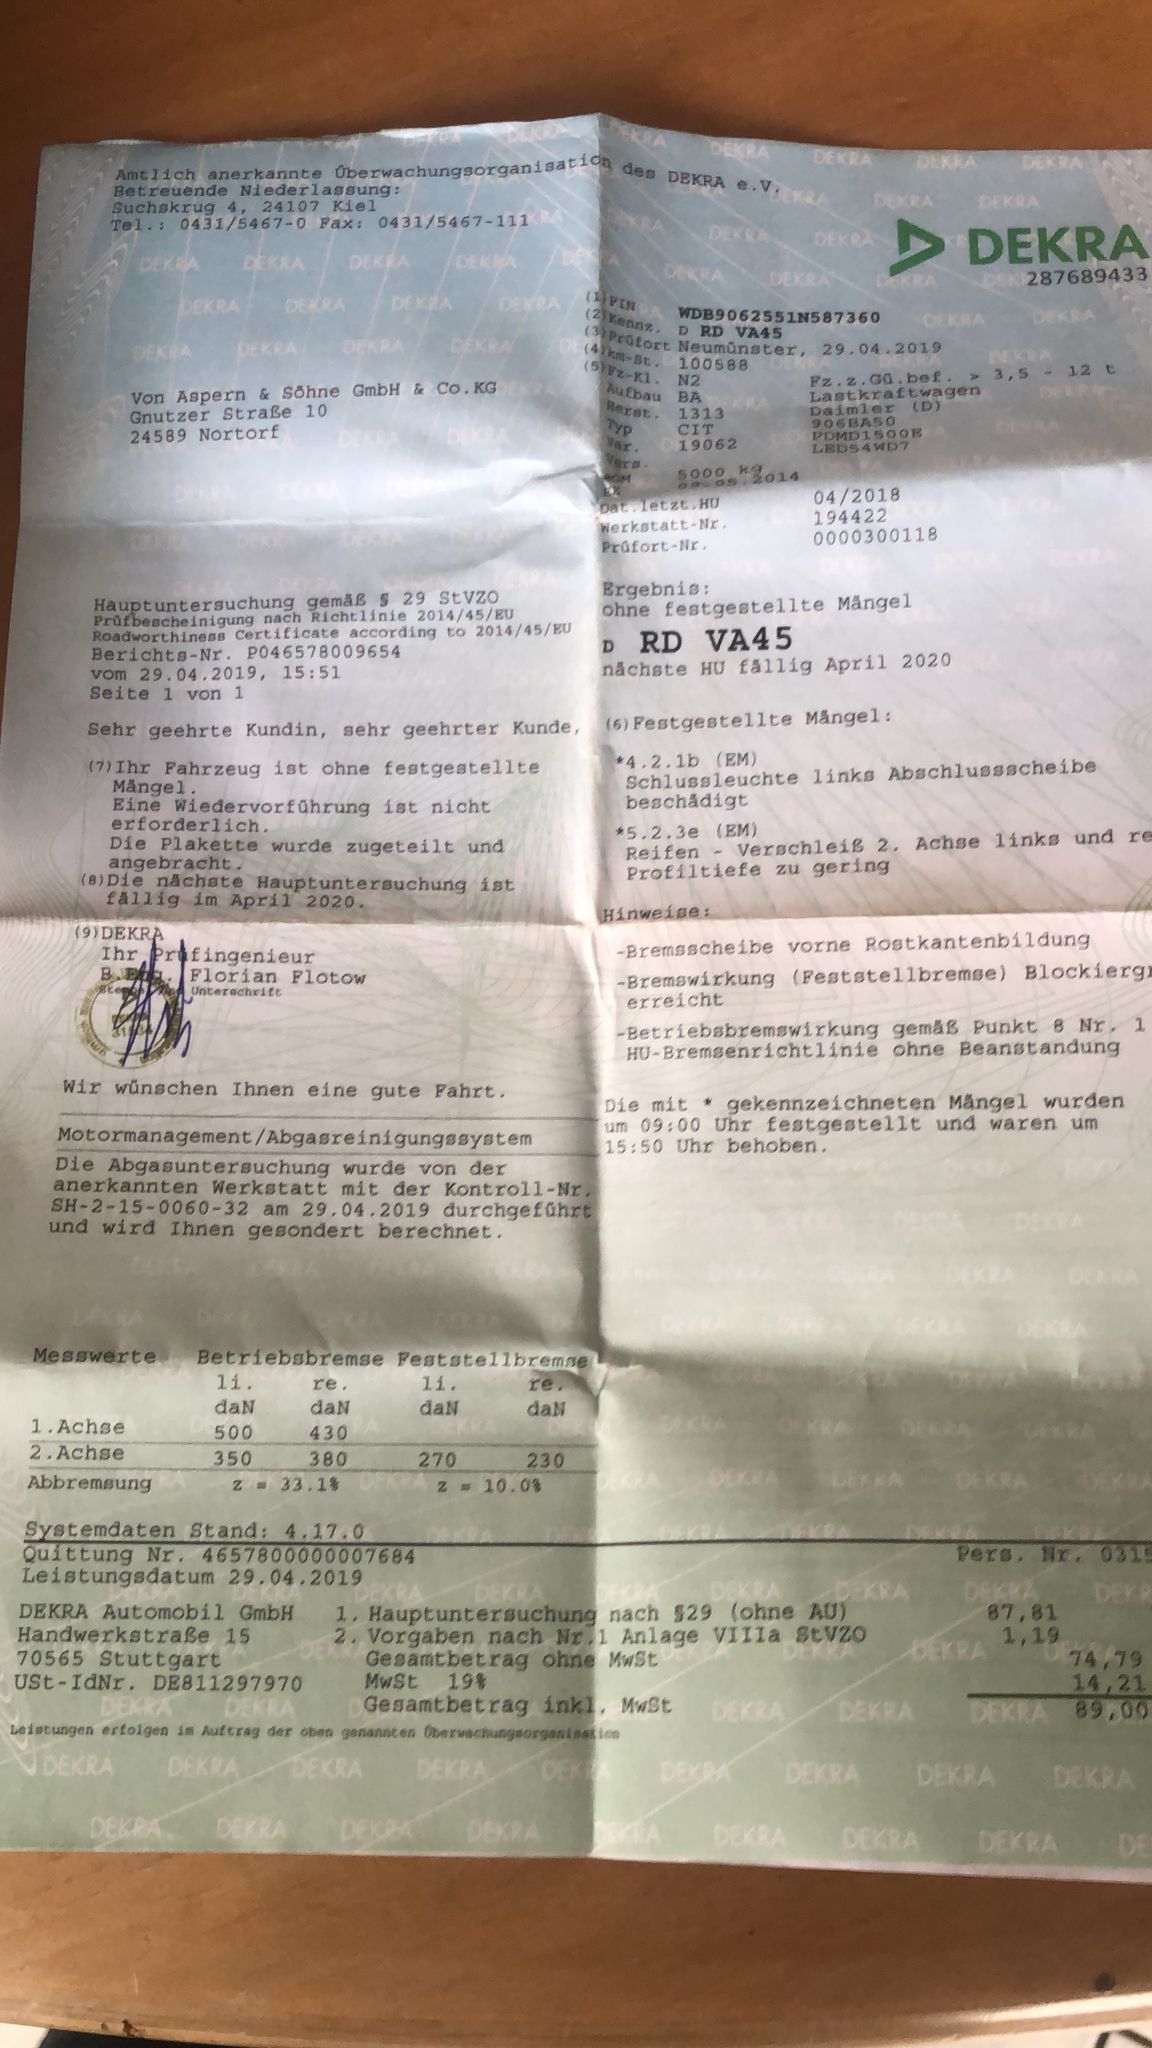 Amtlich anerkannte Überwachungsorganisation des DEKRA e.V.
Betreuende Niederlassung:
Suchskrug 4, 24107 Kiel
Tel.: 0431/5467-0 Fax: 0431/5467-111
DEKRA
287689433
(1) FIN WDB9062551N587360
(2) Kennz. D RD VA45
(3) Prüfort Neumünster, 29.04.2019
(4) km-St. 100588
(5) Fz-Kl. N2 Fz.z.Gü.bef. > 3,5 - 12 t
Aufbau BA Lastkraftwagen
Herst. 1313 Daimler (D)
Typ CIT 906BA50
Var. 19062 PDMD1500E
Vers. LED54WD7
5000 kg
EZ 09.05.2014
Dat.letzt.HU 04/2018
Werkstatt-Nr. 194422
Prüfort-Nr. 0000300118
Von Aspern & Söhne GmbH & Co.KG
Gnutzer Straße 10
24589 Nortorf
Hauptuntersuchung gemäß § 29 StVZO
Prüfbescheinigung nach Richtlinie 2014/45/EU
Roadworthiness Certificate according to 2014/45/EU
Berichts-Nr. P046578009654
vom 29.04.2019, 15:51
Seite 1 von 1
Sehr geehrte Kundin, sehr geehrter Kunde,
(7) Ihr Fahrzeug ist ohne festgestellte
Mängel.
Eine Wiedervorführung ist nicht
erforderlich.
Die Plakette wurde zugeteilt und
angebracht.
(8) Die nächste Hauptuntersuchung ist
fällig im April 2020.
(9) DEKRA
Ihr Prüfingenieur
B Eng. Florian Flotow
Unterschrift
Wir wünschen Ihnen eine gute Fahrt.
Motormanagement/Abgasreinigungssystem
Die Abgasuntersuchung wurde von der
anerkannten Werkstatt mit der Kontroll-Nr.
SH-2-15-0060-32 am 29.04.2019 durchgeführt
und wird Ihnen gesondert berechnet.
Ergebnis:
ohne festgestellte Mängel
D RD VA45
nächste HU fällig April 2020
(6) Festgestellte Mängel:
*4.2.1b (EM)
Schlussleuchte links Abschlussscheibe
beschädigt
*5.2.3e (EM)
Reifen - Verschleiß 2. Achse links und re
Profiltiefe zu gering
Hinweise:
-Bremsscheibe vorne Rostkantenbildung
-Bremswirkung (Feststellbremse) Blockiergr
erreicht
-Betriebsbremswirkung gemäß Punkt 8 Nr. 1
HU-Bremsenrichtlinie ohne Beanstandung
Die mit * gekennzeichneten Mängel wurden
um 09:00 Uhr festgestellt und waren um
15:50 Uhr behoben.
Messwerte Betriebsbremse Feststellbremse
li. re. li. re.
daN daN daN daN
1.Achse 500 430
2.Achse 350 380 270 230
Abbremsung z = 33.1% z = 10.0%
Systemdaten Stand: 4.17.0
Quittung Nr. 4657800000007684 Pers. Nr. 0315
Leistungsdatum 29.04.2019
DEKRA Automobil GmbH 1. Hauptuntersuchung nach §29 (ohne AU) 87,81
Handwerkstraße 15 2. Vorgaben nach Nr.1 Anlage VIIIa StVZO 1,19
70565 Stuttgart Gesamtbetrag ohne MwSt 74,79
USt-IdNr. DE811297970 MwSt 19% 14,21
Gesamtbetrag inkl. MwSt 89,00
Leistungen erfolgen im Auftrag der oben genannten Überwachungsorganisation